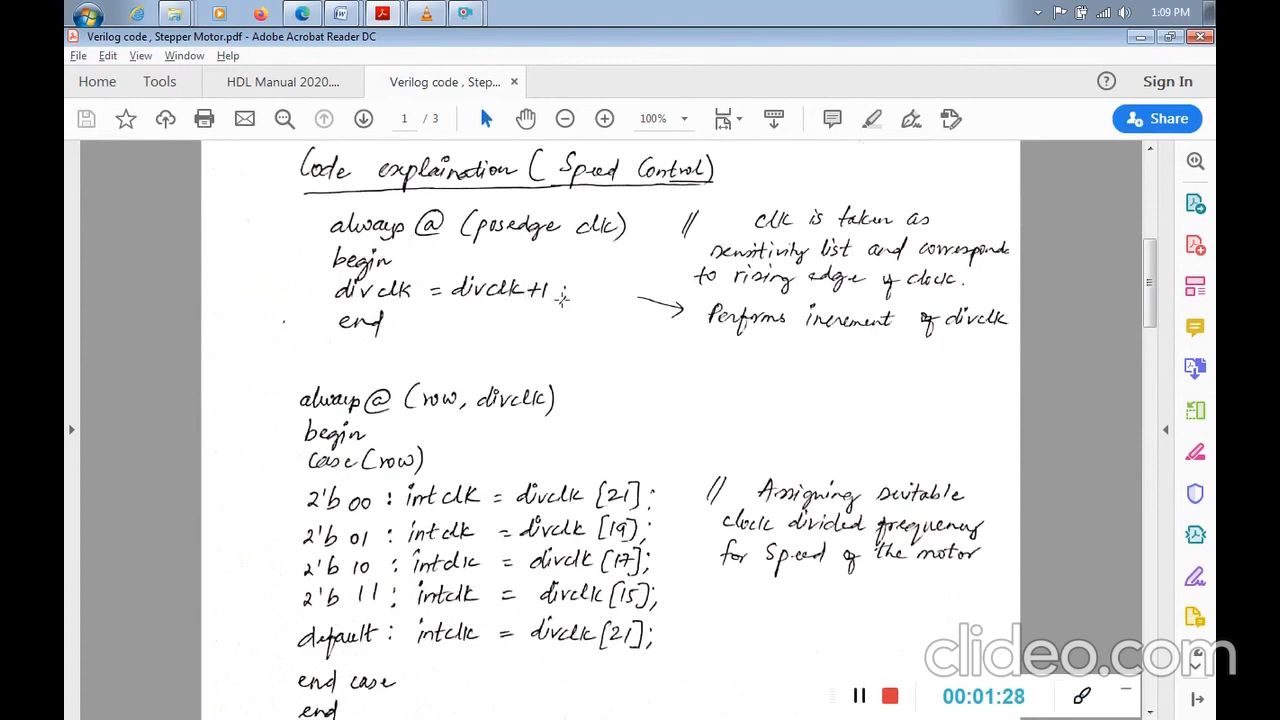 1:09 PM
Verilog code , Stepper Motor.pdf - Adobe Acrobat Reader DC
File Edit View Window Help
Home Tools HDL Manual 2020.... Verilog code , Step... × Sign In
1 / 3 100% Share
Code explaination ( Speed Control)
always @ (posedge clk) // clk is taken as
begin sensitivity list and correspond
to rising edge of clock.
divclk = divclk+1 ; Performs increment of divclk
end
always @ (row, divclk)
begin
case (row)
2'b 00 : intclk = divclk [21] ; // Assigning suitable
2'b 01 : intclk = divclk [19] ; clock divided frequency
2'b 10 : intclk = divclk [17] ; for Speed of the motor
2'b 11 : intclk = divclk [15] ;
default : intclk = divclk [21] ;
end case
end
clideo.com
00:01:28